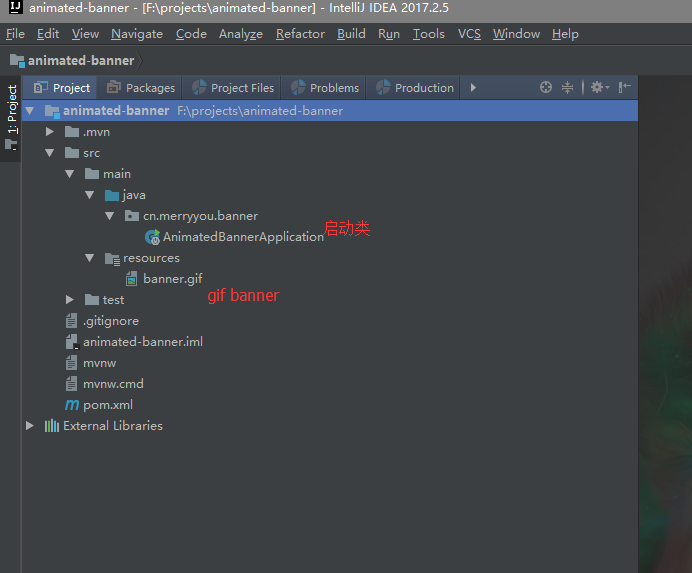 IJ animated-banner - [F:\projects\animated-banner] - IntelliJ IDEA 2017.2.5
File Edit View Navigate Code Analyze Refactor Build Run Tools VCS Window Help
animated-banner
1: Project
Project Packages Project Files Problems Production
animated-banner F:\projects\animated-banner
.mvn
src
main
java
cn.merryyou.banner
AnimatedBannerApplication 启动类
resources
banner.gif
gif banner
test
.gitignore
animated-banner.iml
mvnw
mvnw.cmd
m pom.xml
External Libraries